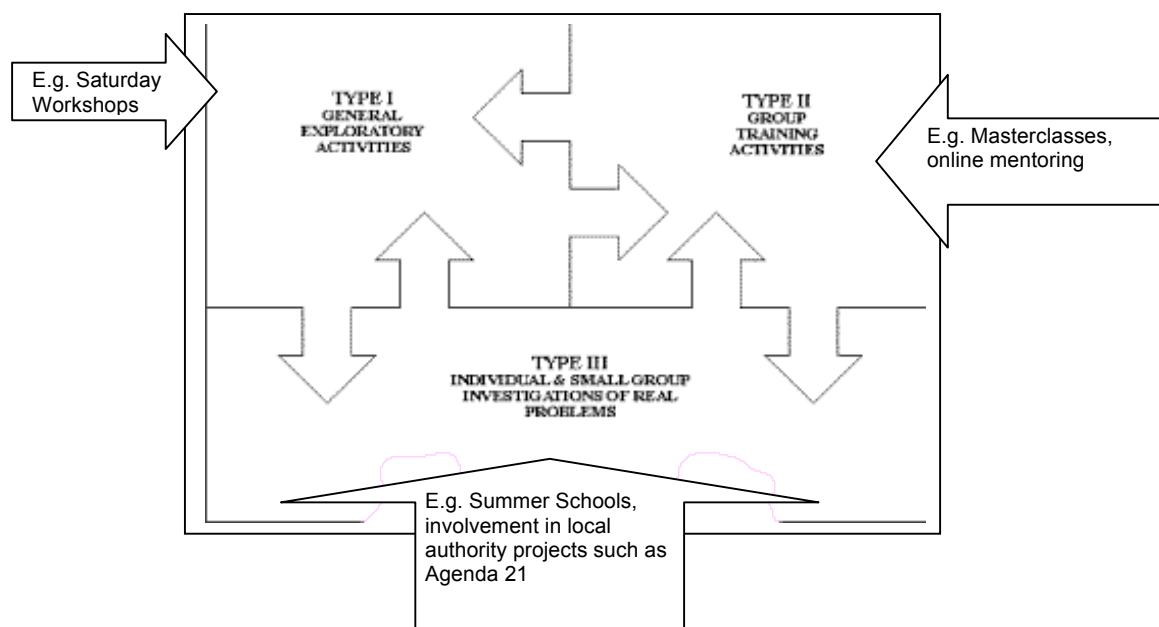 E.g. Saturday
Workshops
TYPE I
GENERAL
EXPLORATORY
ACTIVITIES
TYPE II
GROUP
TRAINING
ACTIVITIES
E.g. Masterclasses,
online mentoring
TYPE III
INDIVIDUAL & SMALL GROUP
INVESTIGATIONS OF REAL
PROBLEMS
E.g. Summer Schools,
involvement in local
authority projects such as
Agenda 21